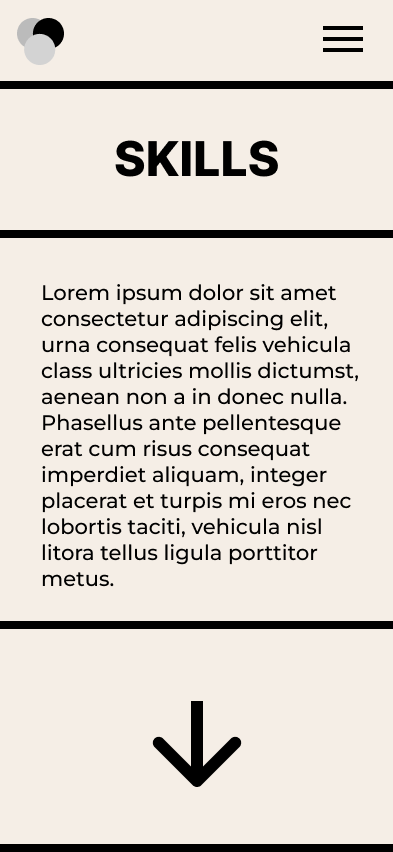 SKILLS
Lorem ipsum dolor sit amet
consectetur adipiscing elit,
urna consequat felis vehicula
class ultricies mollis dictumst,
aenean non a in donec nulla.
Phasellus ante pellentesque
erat cum risus consequat
imperdiet aliquam, integer
placerat et turpis mi eros nec
lobortis taciti, vehicula nisl
litora tellus ligula porttitor
metus.